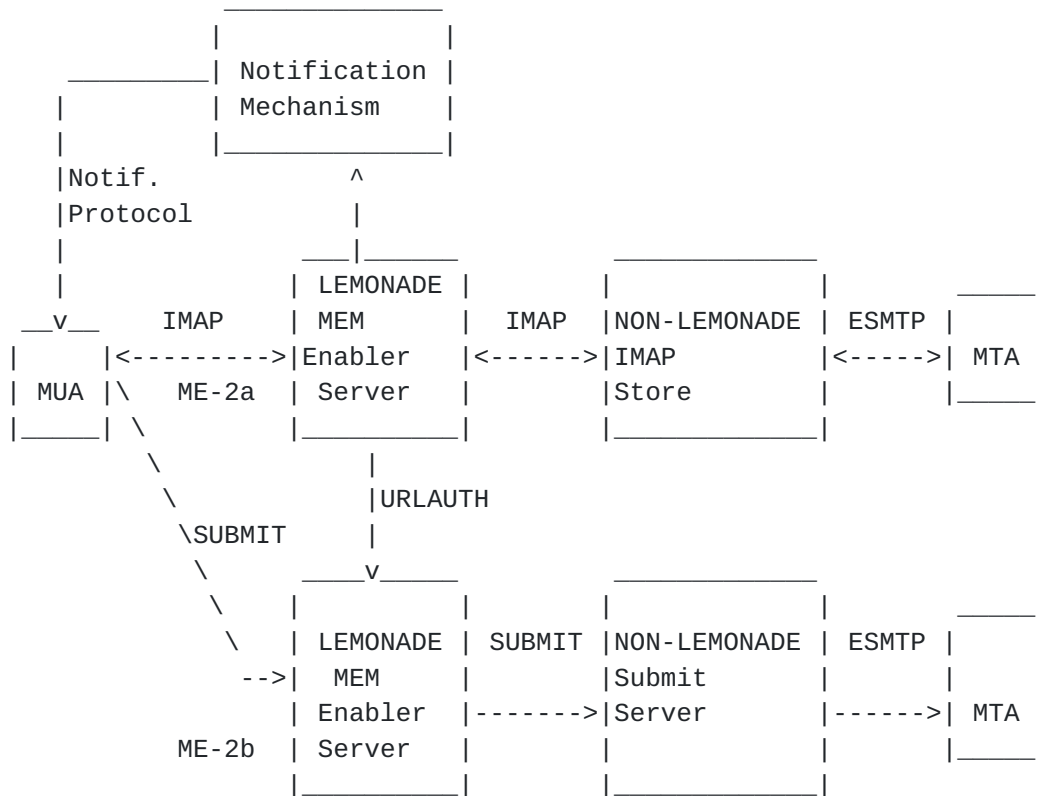 Notification
Mechanism
Notif.
Protocol
LEMONADE
IMAP MEM IMAP NON-LEMONADE ESMTP
Enabler IMAP MTA
MUA ME-2a Server Store
URLAUTH
SUBMIT
LEMONADE SUBMIT NON-LEMONADE ESMTP
MEM Submit
Enabler Server MTA
ME-2b Server